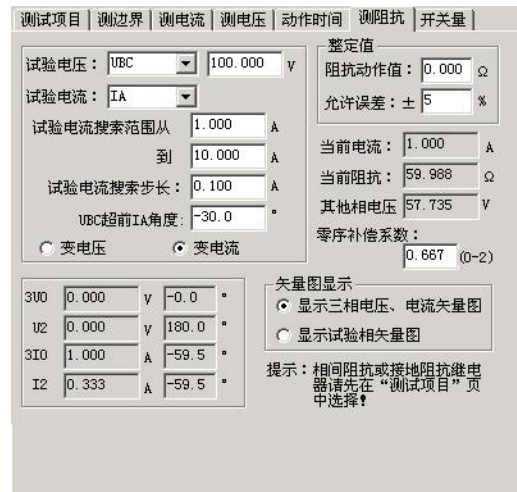 测试项目 测边界 测电流 测电压 动作时间 测阻抗 开关量
试验电压： UBC 100.000 V
试验电流： IA
试验电流搜索范围从 1.000 A
到 10.000 A
试验电流搜索步长： 0.100 A
UBC超前IA角度： -30.0 °
变电压 变电流
整定值
阻抗动作值： 0.000 Ω
允许误差：± 5 %
当前电流： 1.000 A
当前阻抗： 59.988 Ω
其他相电压 57.735 V
零序补偿系数：
0.667 (0-2)
3U0 0.000 V -0.0 °
U2 0.000 V 180.0 °
3I0 1.000 A -59.5 °
I2 0.333 A -59.5 °
矢量图显示
显示三相电压、电流矢量图
显示试验相矢量图
提示：相间阻抗或接地阻抗继电
器请先在“测试项目”页
中选择！